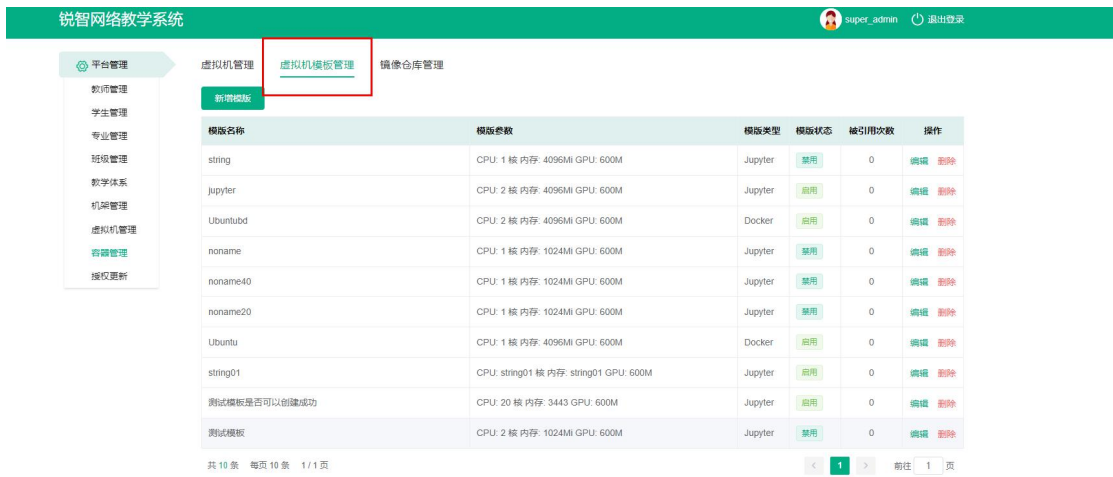 锐智网络教学系统 super_admin 退出登录
平台管理
教师管理
学生管理
专业管理
班级管理
教学体系
机架管理
虚拟机管理
容器管理
授权更新
虚拟机管理 虚拟机模板管理 镜像仓库管理
新增模版
模版名称 模版参数 模版类型 模版状态 被引用次数 操作
string CPU: 1 核 内存: 4096Mi GPU: 600M Jupyter 禁用 0 编辑 删除
jupyter CPU: 2 核 内存: 4096Mi GPU: 600M Jupyter 启用 0 编辑 删除
Ubuntubd CPU: 2 核 内存: 4096Mi GPU: 600M Docker 启用 0 编辑 删除
noname CPU: 1 核 内存: 1024Mi GPU: 600M Jupyter 禁用 0 编辑 删除
noname40 CPU: 1 核 内存: 1024Mi GPU: 600M Jupyter 禁用 0 编辑 删除
noname20 CPU: 1 核 内存: 1024Mi GPU: 600M Jupyter 禁用 0 编辑 删除
Ubuntu CPU: 1 核 内存: 4096Mi GPU: 600M Docker 启用 0 编辑 删除
string01 CPU: string01 核 内存: string01 GPU: 600M Jupyter 启用 0 编辑 删除
测试模板是否可以创建成功 CPU: 20 核 内存: 3443 GPU: 600M Jupyter 启用 0 编辑 删除
测试模板 CPU: 2 核 内存: 1024Mi GPU: 600M Jupyter 禁用 0 编辑 删除
共 10 条 每页 10 条 1 / 1 页 < 1 > 前往 1 页